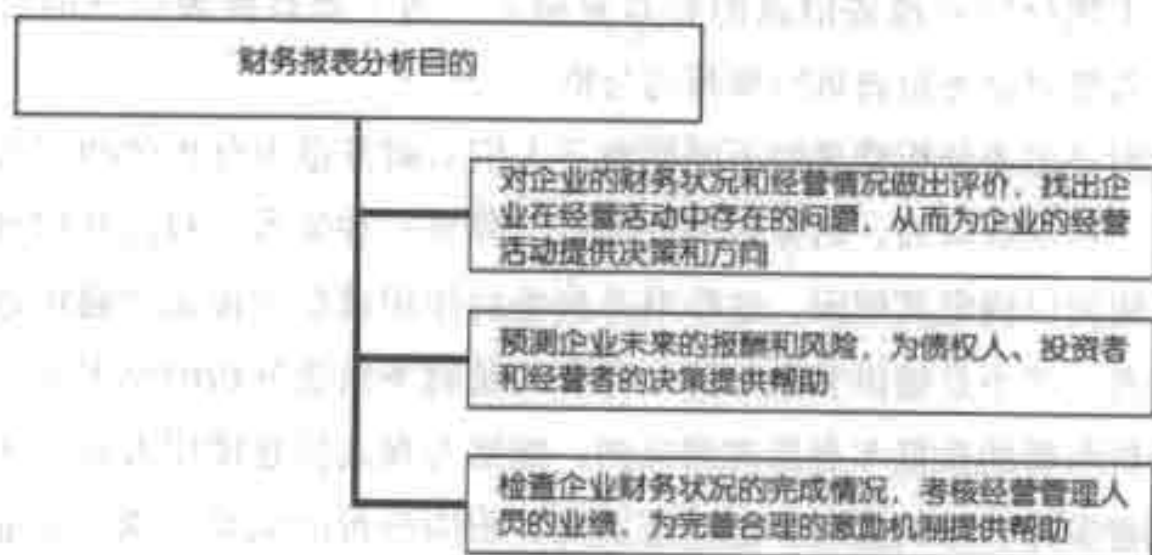 财务报表分析目的
对企业的财务状况和经营情况做出评价，找出企
业在经营活动中存在的问题，从而为企业的经营
活动提供决策和方向
预测企业未来的报酬和风险，为债权人、投资者
和经营者的决策提供帮助
检查企业财务状况的完成情况，考核经营管理人
员的业绩，为完善合理的激励机制提供帮助